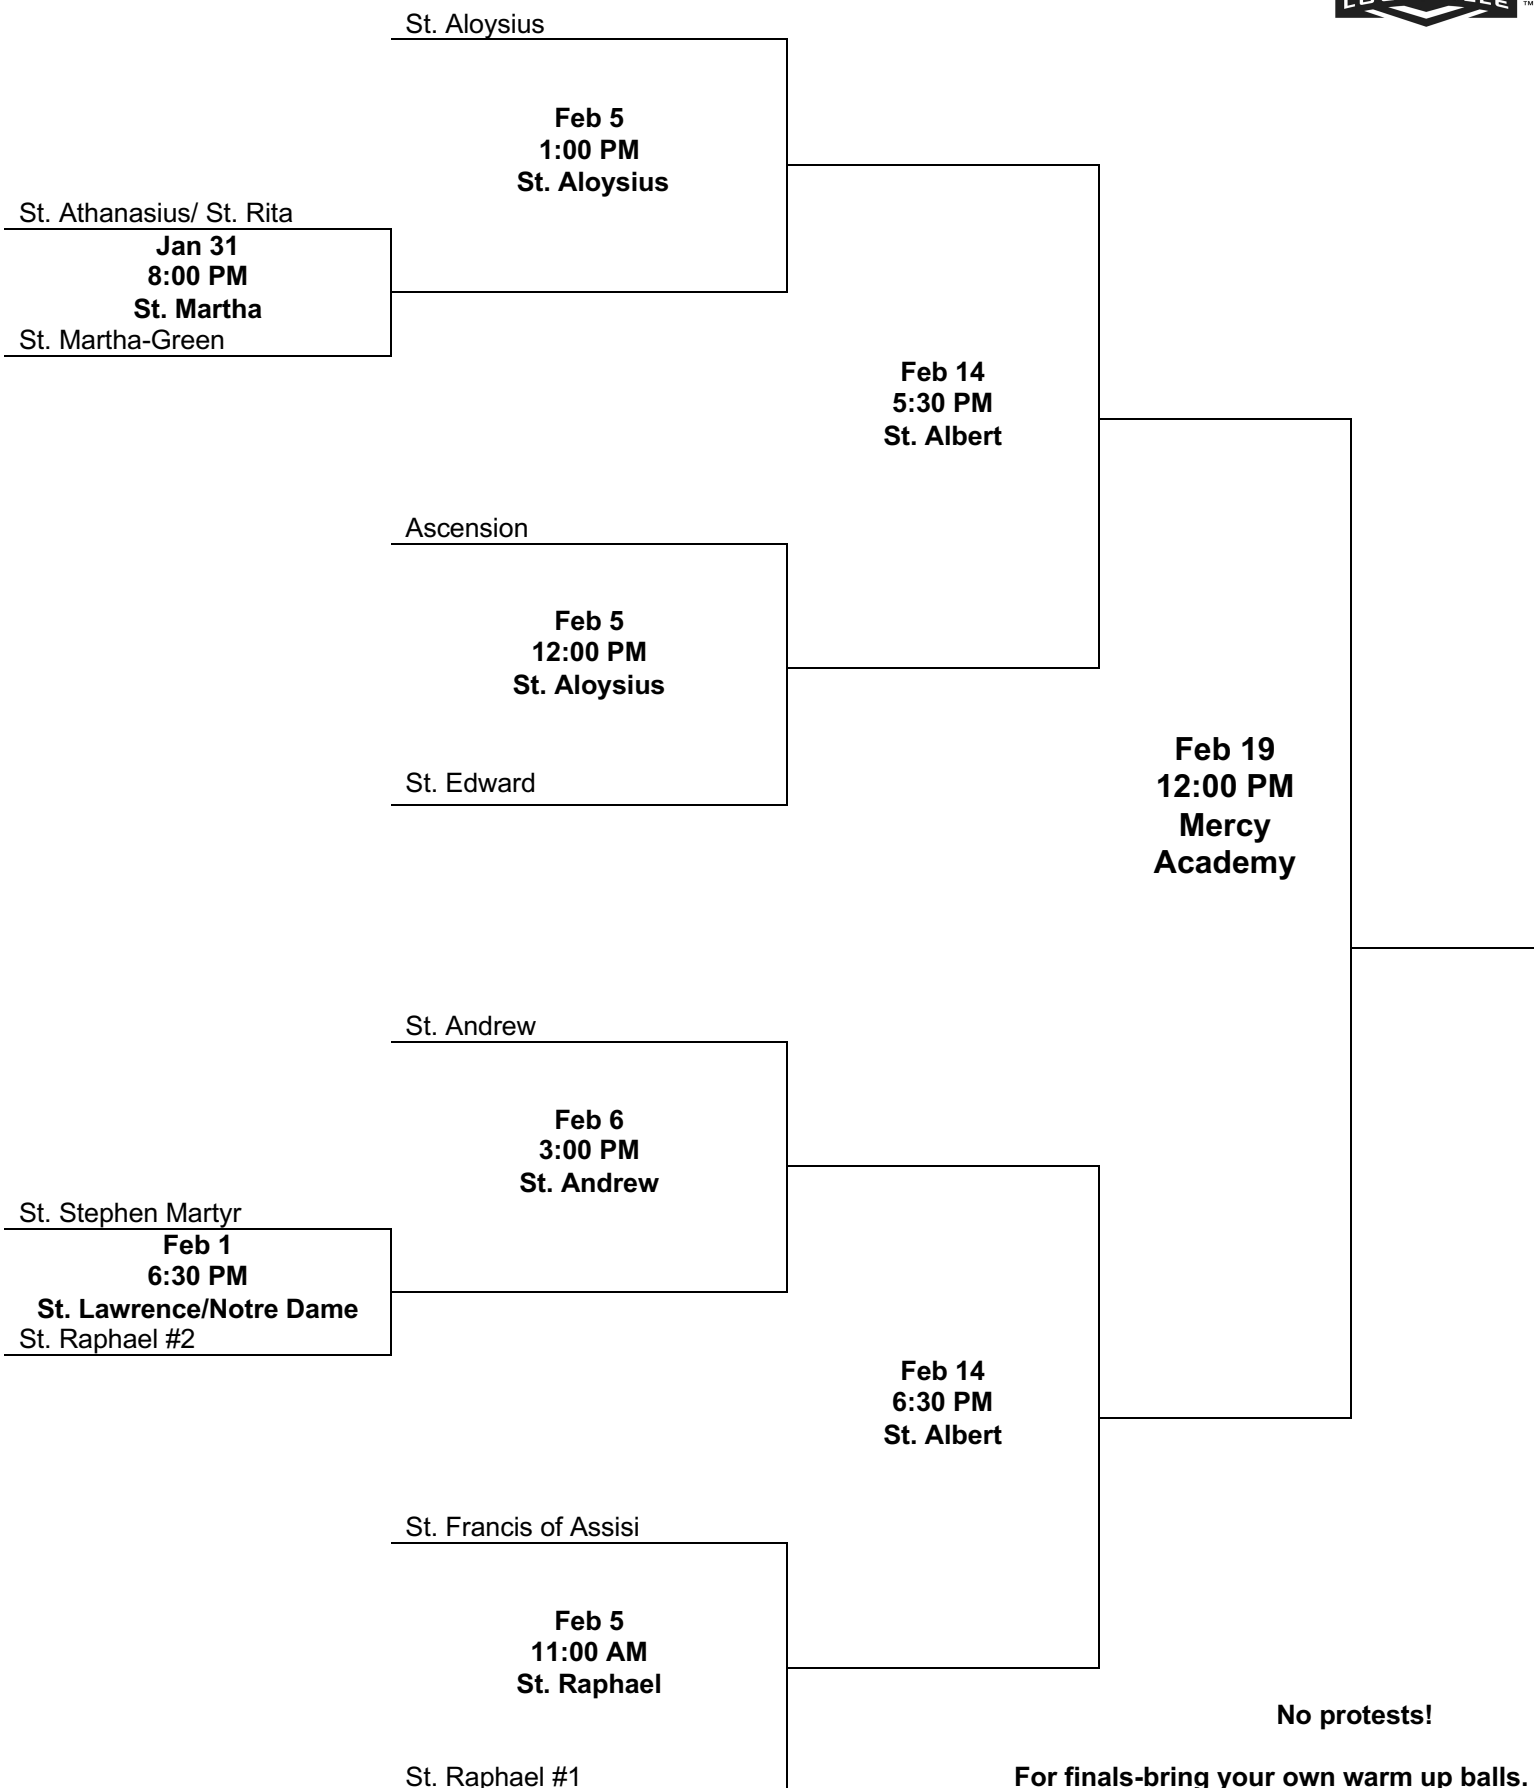 St. Aloysius
Feb 5
1:00 PM
St. Aloysius
St. Athanasius/ St. Rita
Jan 31
8:00 PM
St. Martha
St. Martha-Green
Feb 14
5:30 PM
St. Albert
Ascension
Feb 5
12:00 PM
St. Aloysius
St. Edward
Feb 19
12:00 PM
Mercy
Academy
St. Andrew
Feb 6
3:00 PM
St. Andrew
St. Stephen Martyr
Feb 1
6:30 PM
St. Lawrence/Notre Dame
St. Raphael #2
Feb 14
6:30 PM
St. Albert
St. Francis of Assisi
Feb 5
11:00 AM
St. Raphael
No protests!
St. Raphael #1
For finals-bring your own warm up balls.